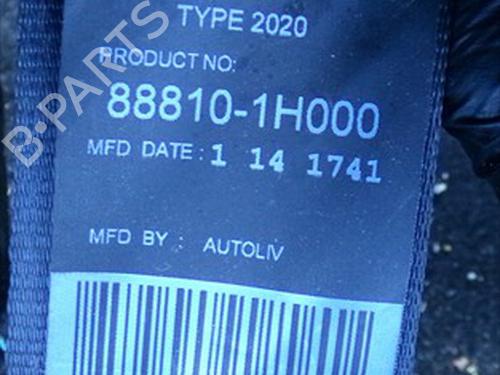 TYPE 2020
PRODUCT NO:
88810-1H000
MFD DATE : 1 14 1741
MFD BY : AUTOLIV
B-PARTS